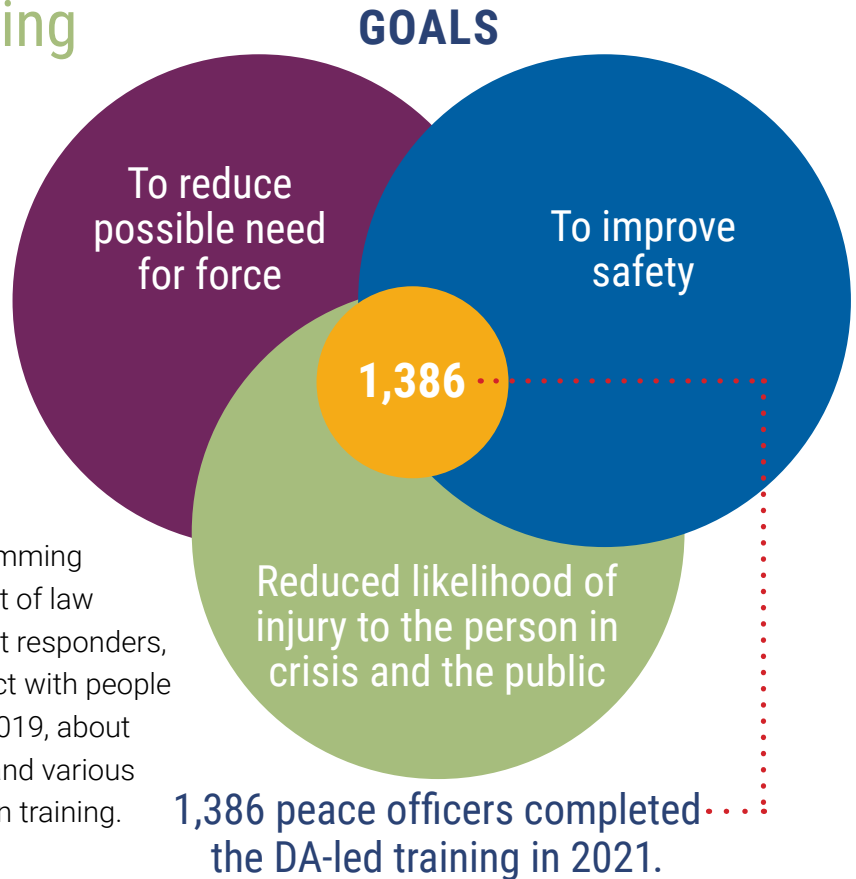 ing
GOALS
To reduce
possible need
for force
To improve
safety
1,386
mming
t of law
t responders,
ct with people
019, about
nd various
n training.
Reduced likelihood of
injury to the person in
crisis and the public
1,386 peace officers completed
the DA-led training in 2021.